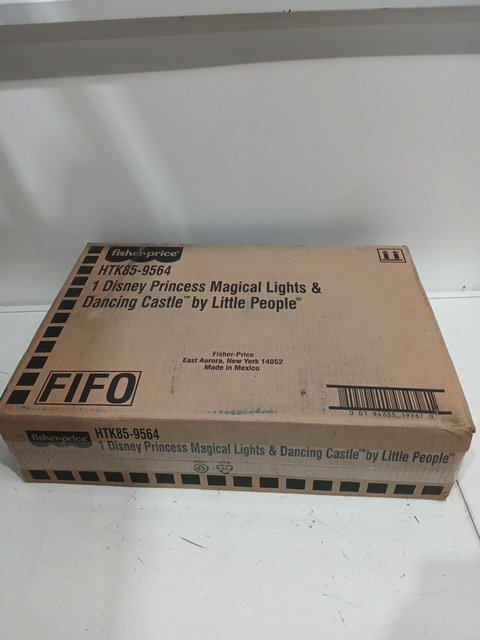 fisher-price
HTK85-9564
1 Disney Princess Magical Lights &
Dancing Castle™ by Little People®
Fisher-Price
East Aurora, New York 14052
Made in Mexico
FIFO
fisher-price
HTK85-9564
1 Disney Princess Magical Lights & Dancing Castle™ by Little People®